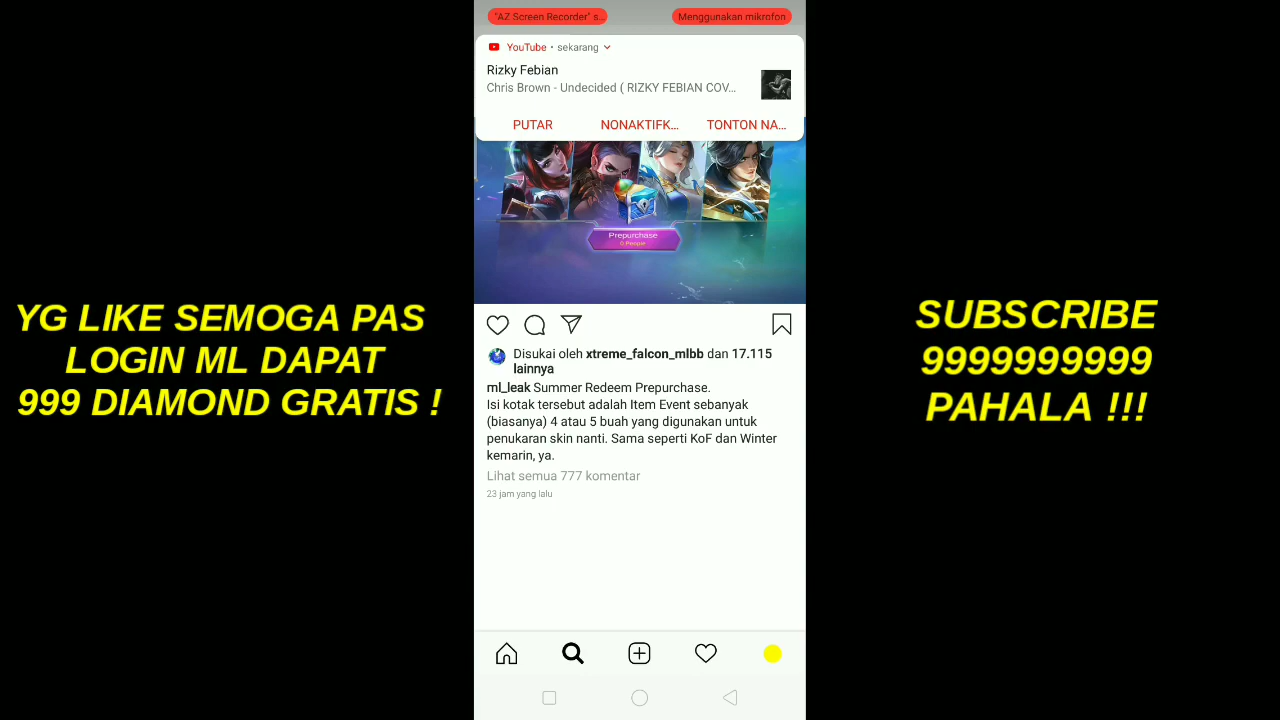 "AZ Screen Recorder" s...
Menggunakan mikrofon
YouTube • sekarang
Rizky Febian
Chris Brown - Undecided ( RIZKY FEBIAN COV...
PUTAR
NONAKTIFK...
TONTON NA...
Prepurchase
0 People
Disukai oleh xtreme_falcon_mlbb dan 17.115
lainnya
ml_leak Summer Redeem Prepurchase.
Isi kotak tersebut adalah Item Event sebanyak
(biasanya) 4 atau 5 buah yang digunakan untuk
penukaran skin nanti. Sama seperti KoF dan Winter
kemarin, ya.
Lihat semua 777 komentar
23 jam yang lalu
YG LIKE SEMOGA PAS
LOGIN ML DAPAT
999 DIAMOND GRATIS !
SUBSCRIBE
9999999999
PAHALA !!!